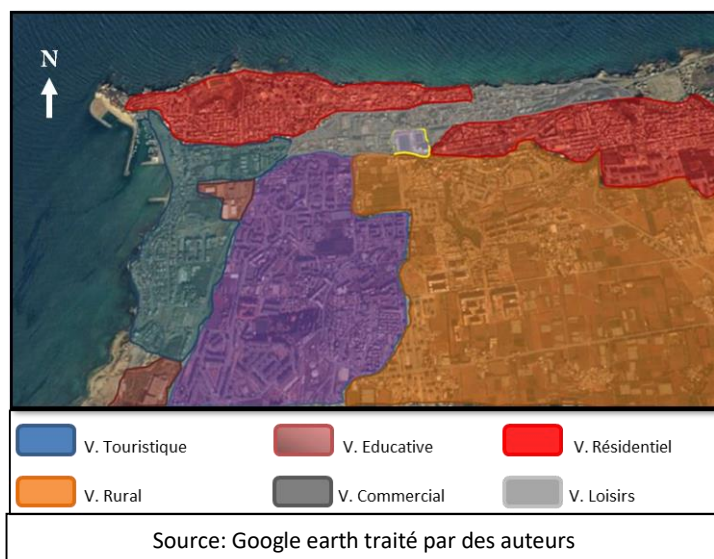 N
V. Touristique
V. Educative
V. Résidentiel
V. Rural
V. Commercial
V. Loisirs
Source: Google earth traité par des auteurs